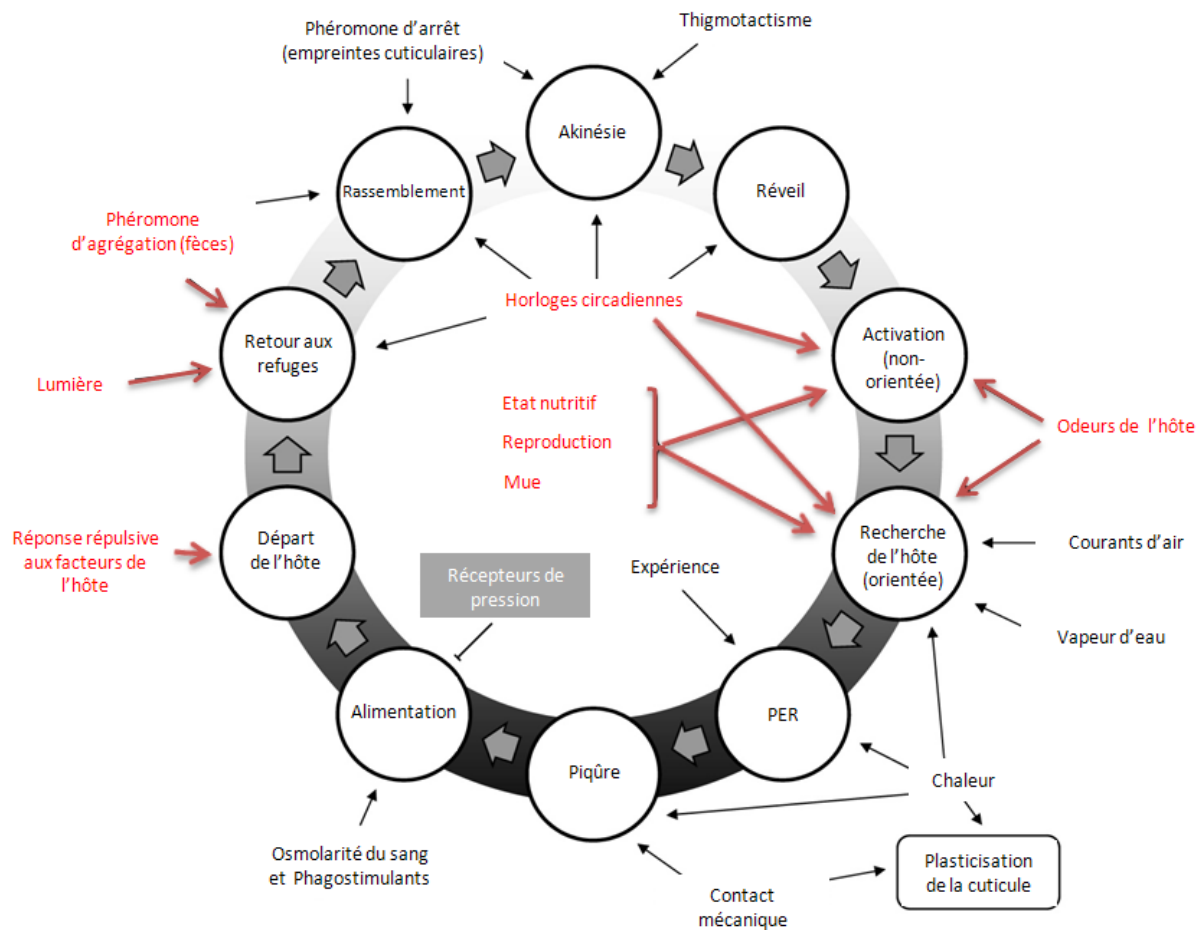 Phéromone d'arrêt
(empreintes cuticulaires)
Thigmotactisme
Akinésie
Rassemblement
Réveil
Phéromone
d'agrégation (fèces)
Horloges circadiennes
Retour aux
refuges
Activation
(non-
orientée)
Lumière
Etat nutritif
Reproduction
Mue
Odeurs de l'hôte
Réponse répulsive
aux facteurs de
l'hôte
Départ
de l'hôte
Récepteurs de
pression
Expérience
Recherche
de l'hôte
(orientée)
Courants d'air
Vapeur d'eau
Alimentation
Piqûre
PER
Chaleur
Osmolarité du sang
et Phagostimulants
Contact
mécanique
Plasticisation
de la cuticule